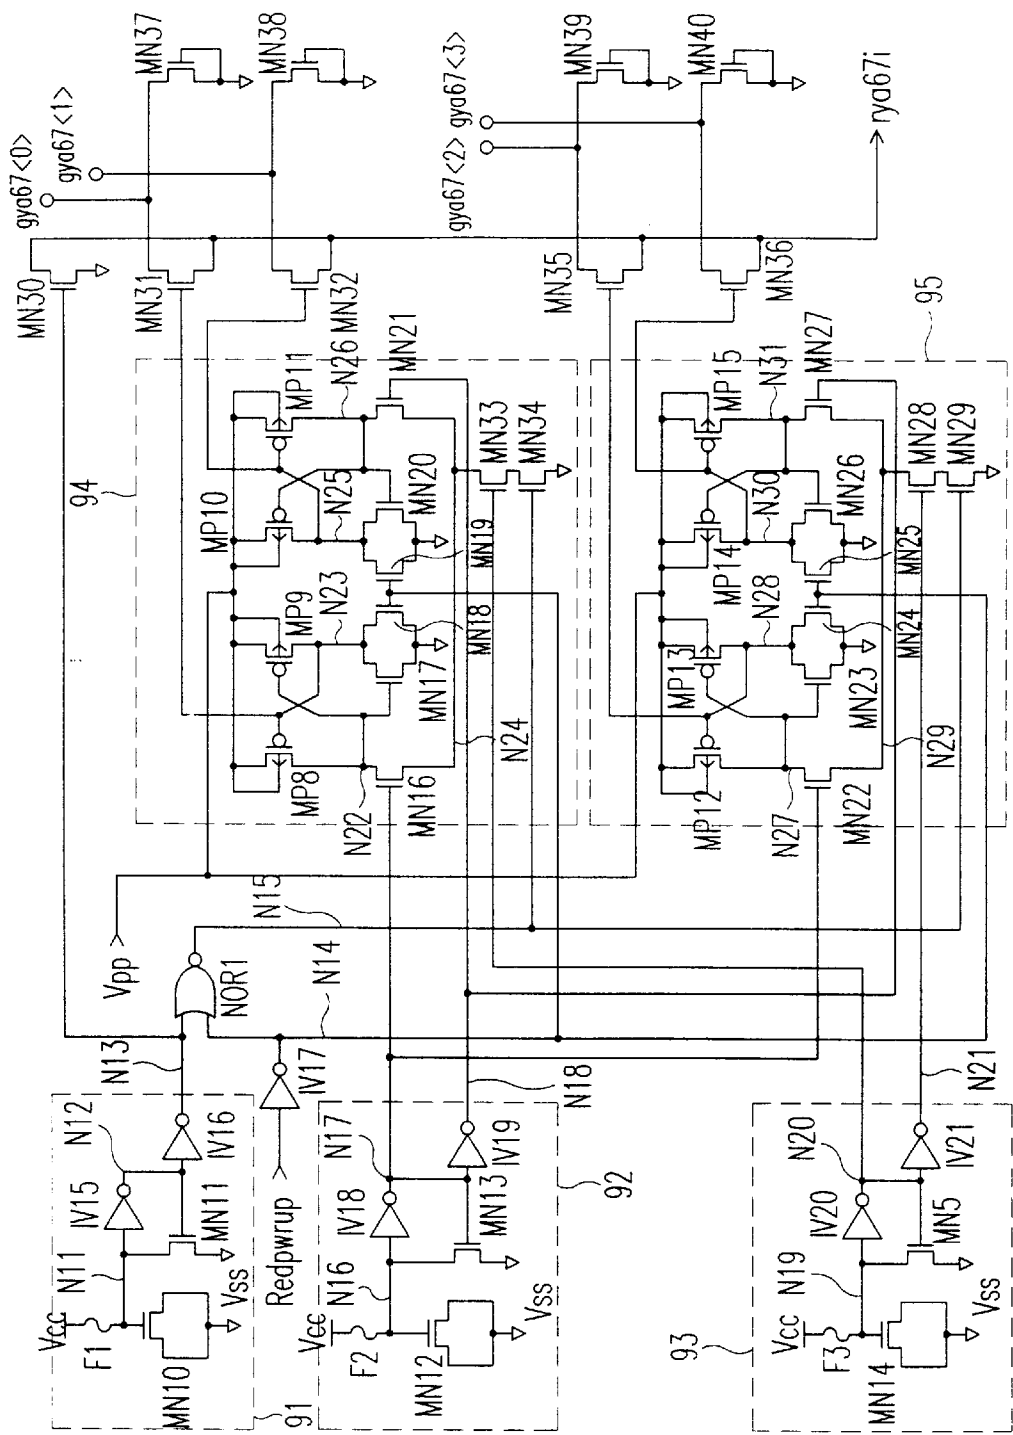 gya67<0>
gya67<1>
MN37
MN38
gya67<2>
gya67<3>
MN39
MN40
rya67i
MN30
MN31
MN32
MN35
MN36
94
MP10
MP11
N26
MN21
MP9
N25
MN20
MN33
MN34
N23
MN19
MN18
MN17
MP8
N22
MN16
N24
95
MP15
N31
MN27
MP14
N30
MN26
MN28
MN29
MP13
N28
MN25
MN24
MN23
MP12
N27
MN22
N29
Vpp
N15
NOR1
N14
N13
IV17
Redpwrup
N12
IV16
IV15
MN11
N11
Vcc
F1
MN10
Vss
91
N18
N17
IV19
IV18
MN13
92
N16
Vcc
F2
MN12
Vss
N21
N20
IV21
IV20
MN5
N19
93
Vcc
F3
MN14
Vss